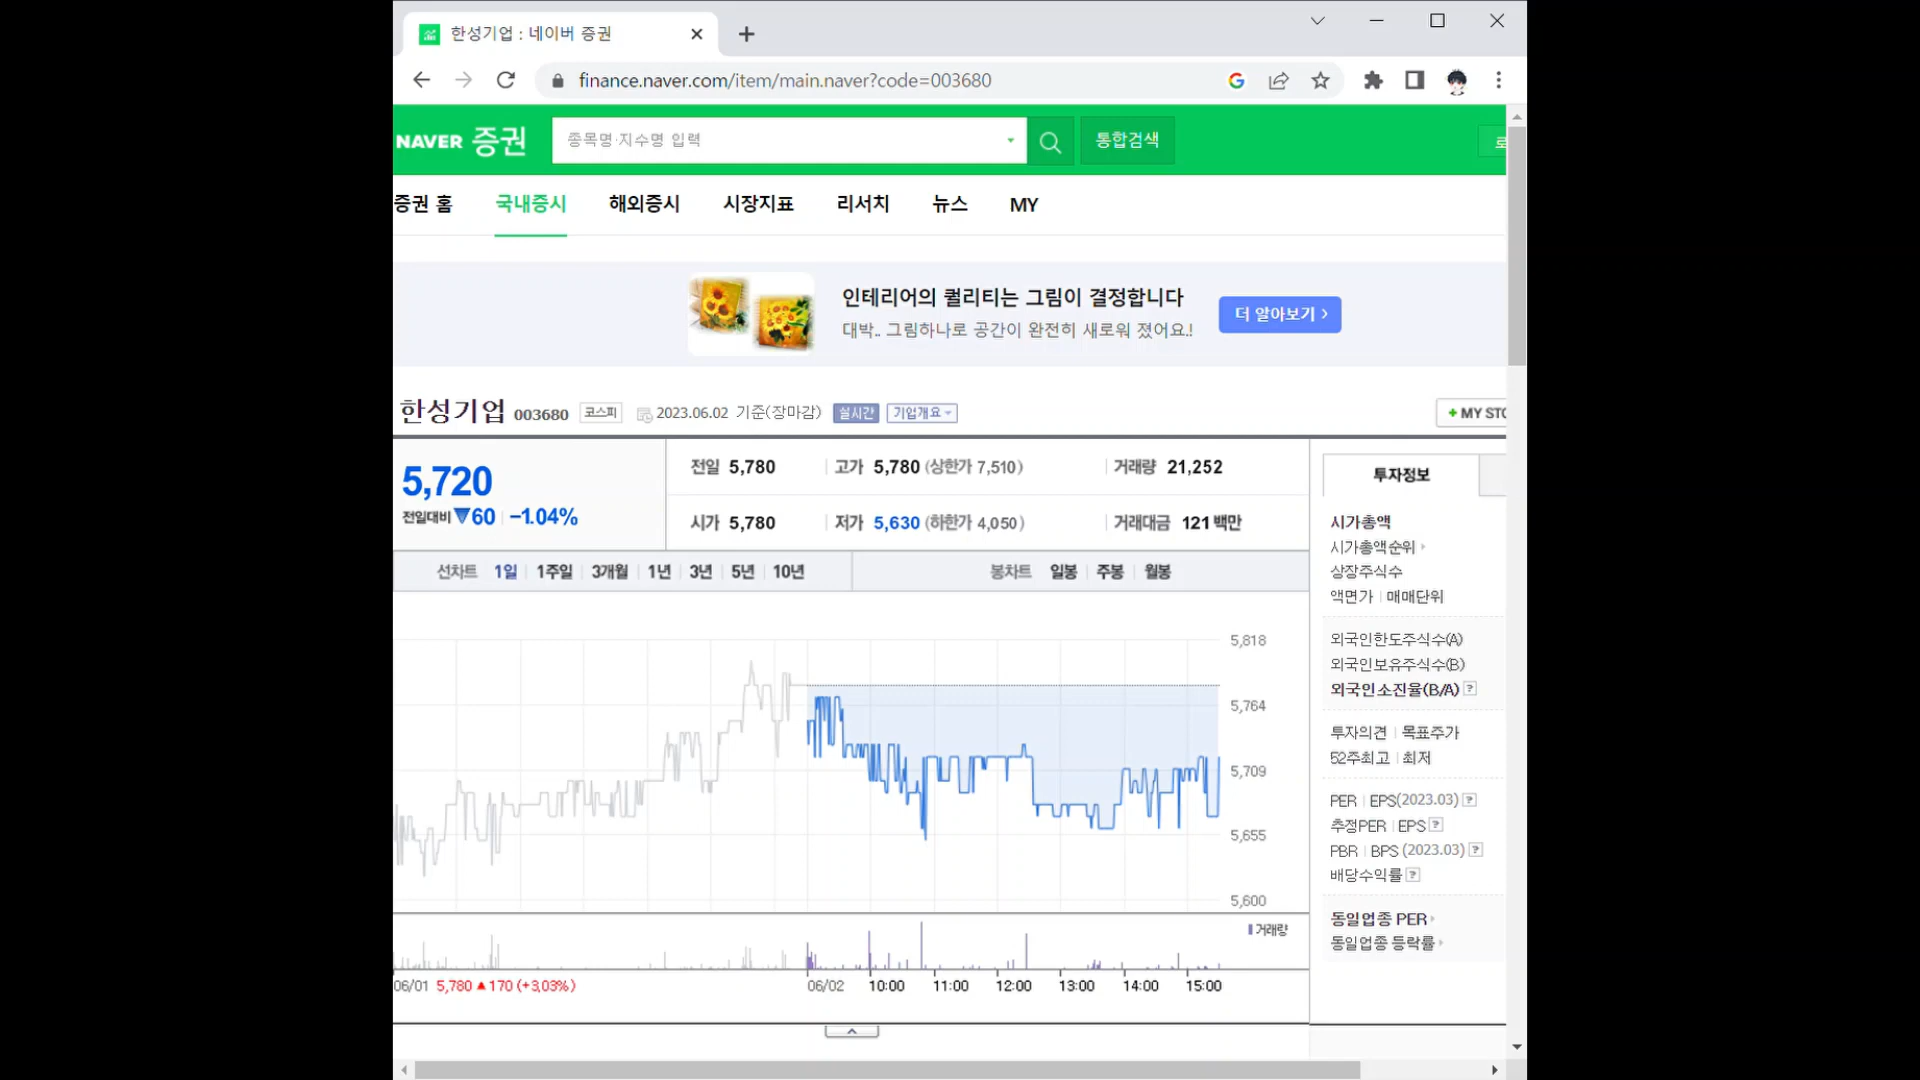 한성기업 : 네이버 증권
finance.naver.com/item/main.naver?code=003680
NAVER 증권
종목명·지수명 입력
통합검색
증권 홈 국내증시 해외증시 시장지표 리서치 뉴스 MY
인테리어의 퀄리티는 그림이 결정합니다
대박.. 그림하나로 공간이 완전히 새로워 졌어요.!
더 알아보기 ›
한성기업 003680 코스피 2023.06.02 기준(장마감) 실시간 기업개요
+ MY STO
5,720
전일대비 ▼60 | -1.04%
전일 5,780 | 고가 5,780 (상한가 7,510) | 거래량 21,252
시가 5,780 | 저가 5,630 (하한가 4,050) | 거래대금 121 백만
선차트 1일 | 1주일 | 3개월 | 1년 | 3년 | 5년 | 10년
봉차트 일봉 | 주봉 | 월봉
5,818
5,764
5,709
5,655
5,600
거래량
06/01 5,780 ▲170 (+3,03%)
06/02 10:00 11:00 12:00 13:00 14:00 15:00
투자정보
시가총액
시가총액순위
상장주식수
액면가 | 매매단위
외국인한도주식수(A)
외국인보유주식수(B)
외국인소진율(B/A) ?
투자의견 | 목표주가
52주최고 | 최저
PER | EPS(2023.03) ?
추정PER | EPS ?
PBR | BPS (2023.03) ?
배당수익률 ?
동일업종 PER
동일업종 등락률